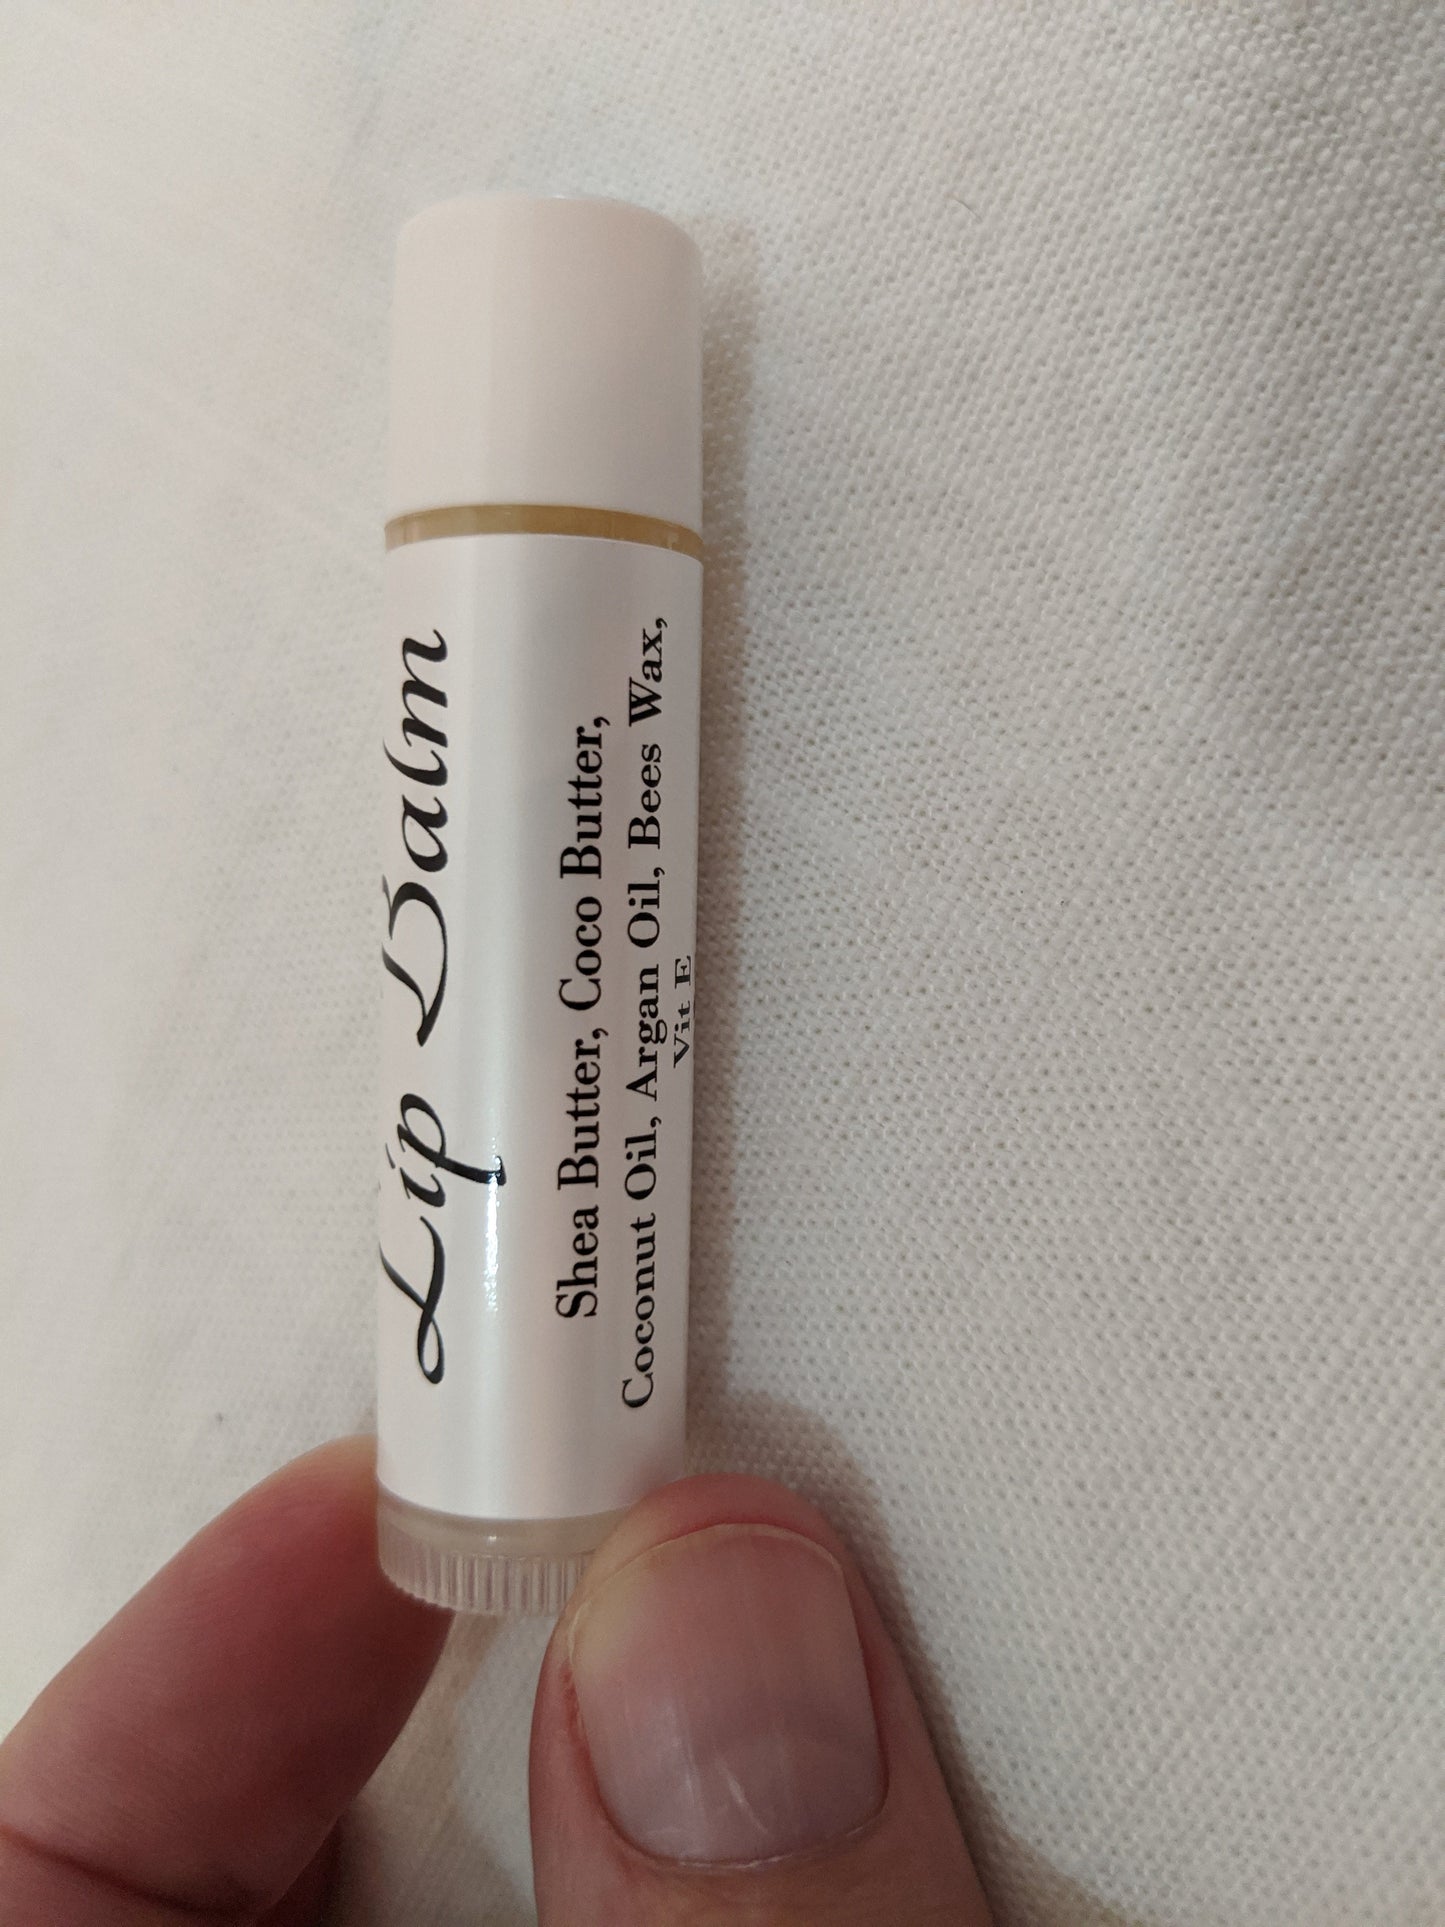 Lip Balm
Shea Butter, Coco Butter,
Coconut Oil, Argan Oil, Bees Wax,
Vit E